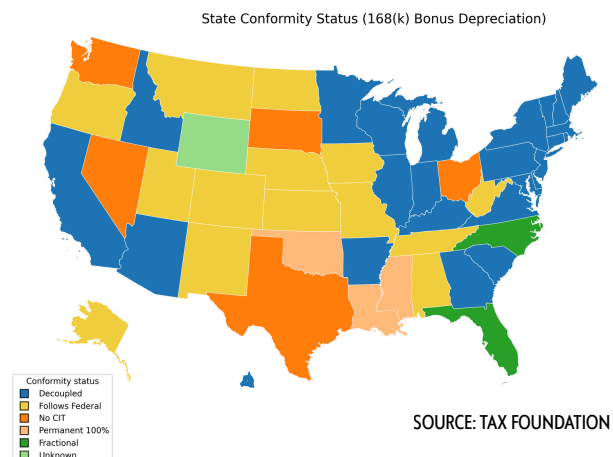 State Conformity Status (168(k) Bonus Depreciation)
Conformity status
Decoupled
Follows Federal
No CIT
Permanent 100%
Fractional
Unknown
SOURCE: TAX FOUNDATION